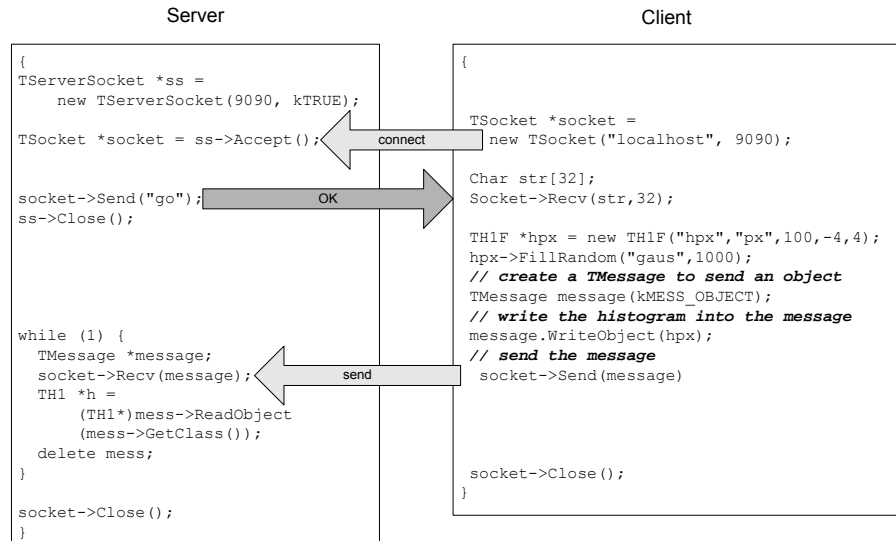 Server
{
TServerSocket *ss =
new TServerSocket(9090, kTRUE);
TSocket *socket = ss->Accept();
socket->Send("go");
ss->Close();
while (1) {
TMessage *message;
socket->Recv(message);
TH1 *h =
(TH1*)mess->ReadObject
(mess->GetClass());
delete mess;
}
socket->Close();
}
connect
OK
send
Client
{
TSocket *socket =
new TSocket("localhost", 9090);
Char str[32];
Socket->Recv(str,32);
TH1F *hpx = new TH1F("hpx","px",100,-4,4);
hpx->FillRandom("gaus",1000);
// create a TMessage to send an object
TMessage message(kMESS_OBJECT);
// write the histogram into the message
message.WriteObject(hpx);
// send the message
socket->Send(message)
socket->Close();
}